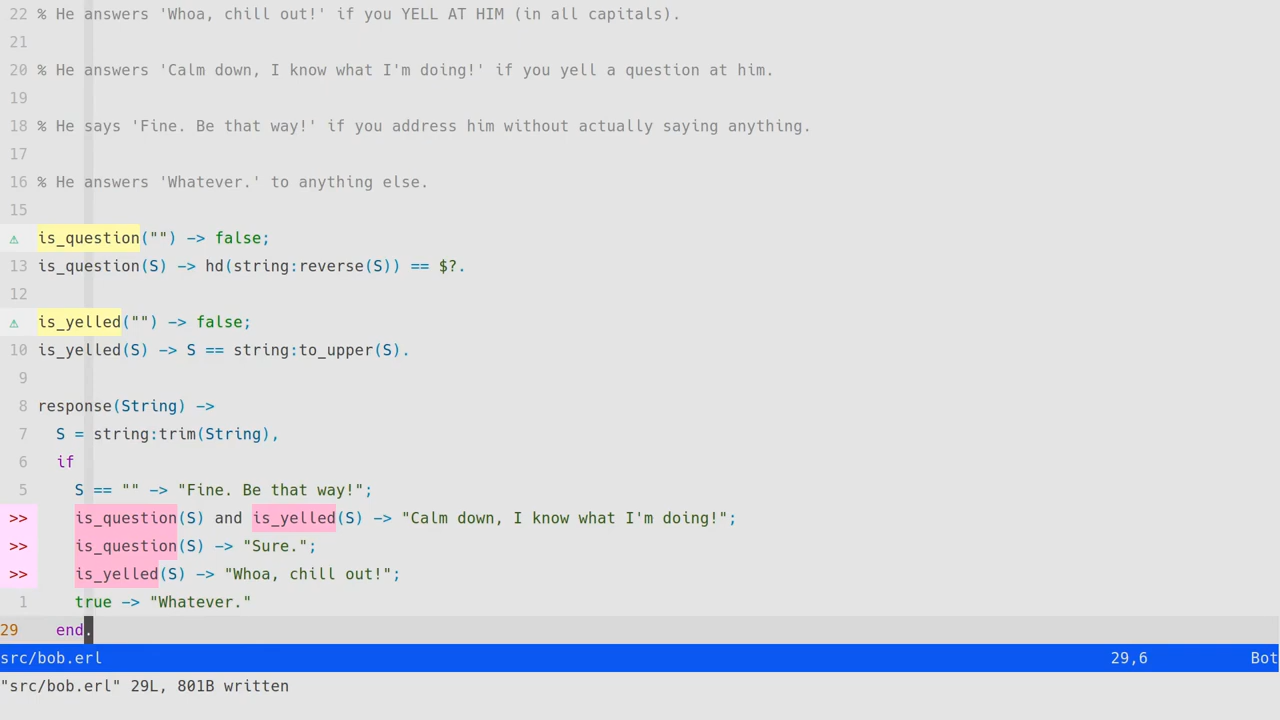 22 % He answers 'Whoa, chill out!' if you YELL AT HIM (in all capitals).
21
20 % He answers 'Calm down, I know what I'm doing!' if you yell a question at him.
19
18 % He says 'Fine. Be that way!' if you address him without actually saying anything.
17
16 % He answers 'Whatever.' to anything else.
15
⚠ is_question("") -> false;
13 is_question(S) -> hd(string:reverse(S)) == $?.
12
⚠ is_yelled("") -> false;
10 is_yelled(S) -> S == string:to_upper(S).
9
8 response(String) ->
7   S = string:trim(String),
6   if
5     S == "" -> "Fine. Be that way!";
>>     is_question(S) and is_yelled(S) -> "Calm down, I know what I'm doing!";
>>     is_question(S) -> "Sure.";
>>     is_yelled(S) -> "Whoa, chill out!";
1     true -> "Whatever."
29   end.
src/bob.erl 29,6 Bot
"src/bob.erl" 29L, 801B written